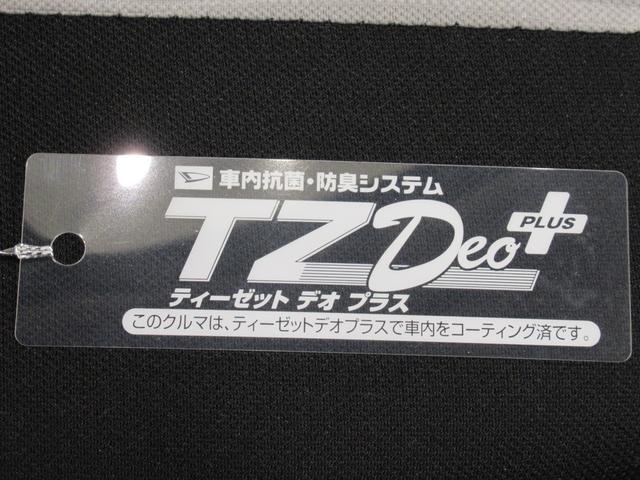 車内抗菌・防臭システム
TZ Deo PLUS
ティーゼット デオ プラス
このクルマは、ティーゼットデオプラスで車内をコーティング済です。